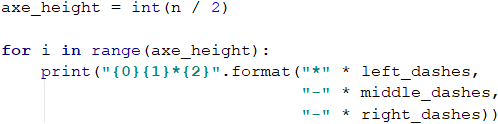 axe_height = int(n / 2)
for i in range(axe_height):
    print("{0}{1}*{2}".format("*" * left_dashes,
                              "-" * middle_dashes,
                              "-" * right_dashes))